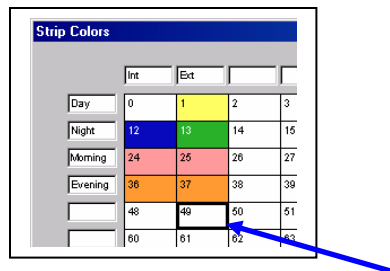 Strip Colors
Int Ext
Day 0 1 2 3
Night 12 13 14 15
Morning 24 25 26 27
Evening 36 37 38 39
48 49 50 51
60 61 62 63